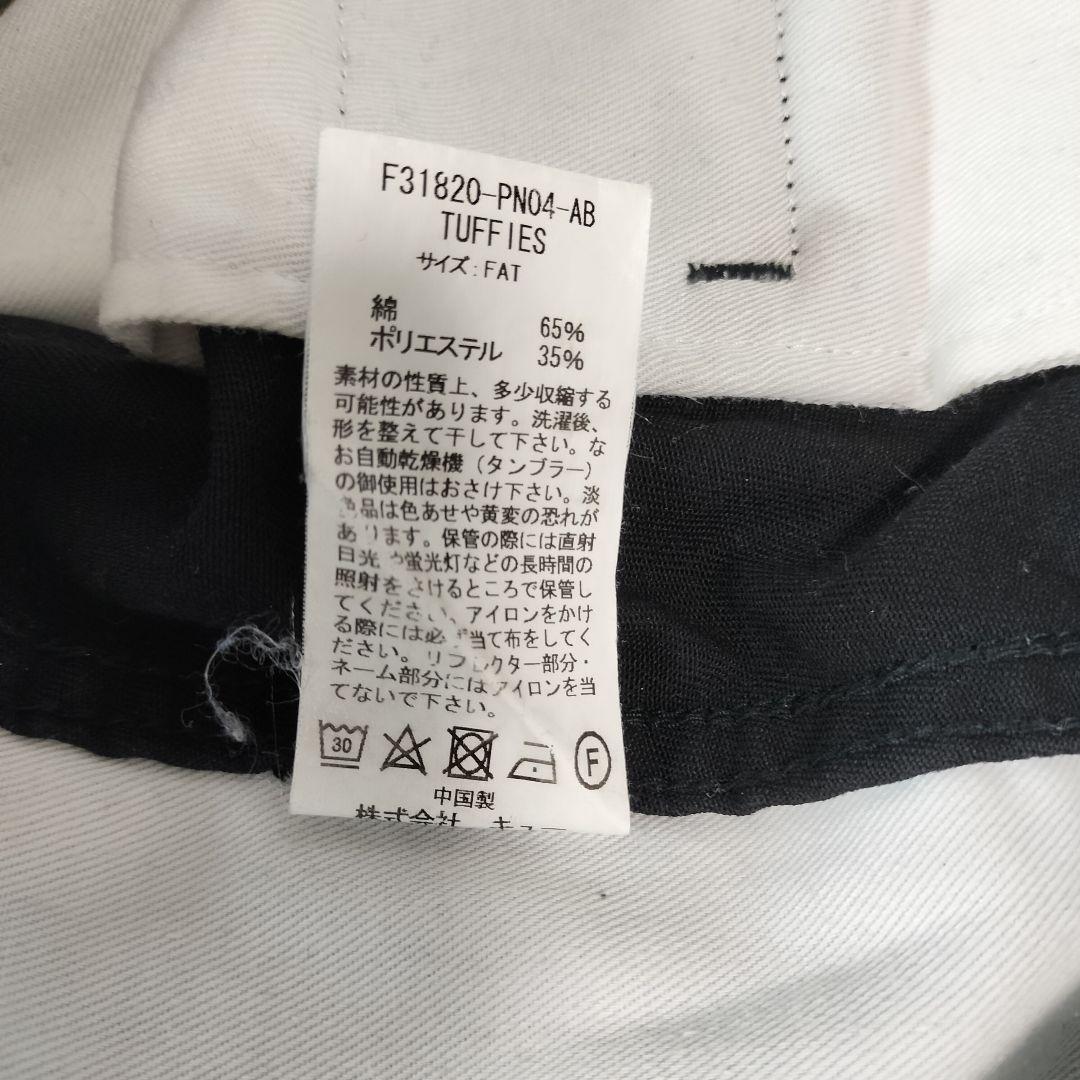 F31820-PN04-AB
TUFFIES
サイズ:FAT
綿 65%
ポリエステル 35%
素材の性質上、多少収縮する
可能性があります。洗濯後、
形を整えて干して下さい。な
お自動乾燥機(タンブラー)
の御使用はおさけ下さい。淡
色品は色あせや黄変の恐れが
あります。保管の際には直射
日光や蛍光灯などの長時間の
照射をさけるところで保管し
てください。アイロンをかけ
る際には必ず当て布をしてく
ださい。リフレクター部分・
ネーム部分にはアイロンを当
てないで下さい。
30
F
中国製
株式会社